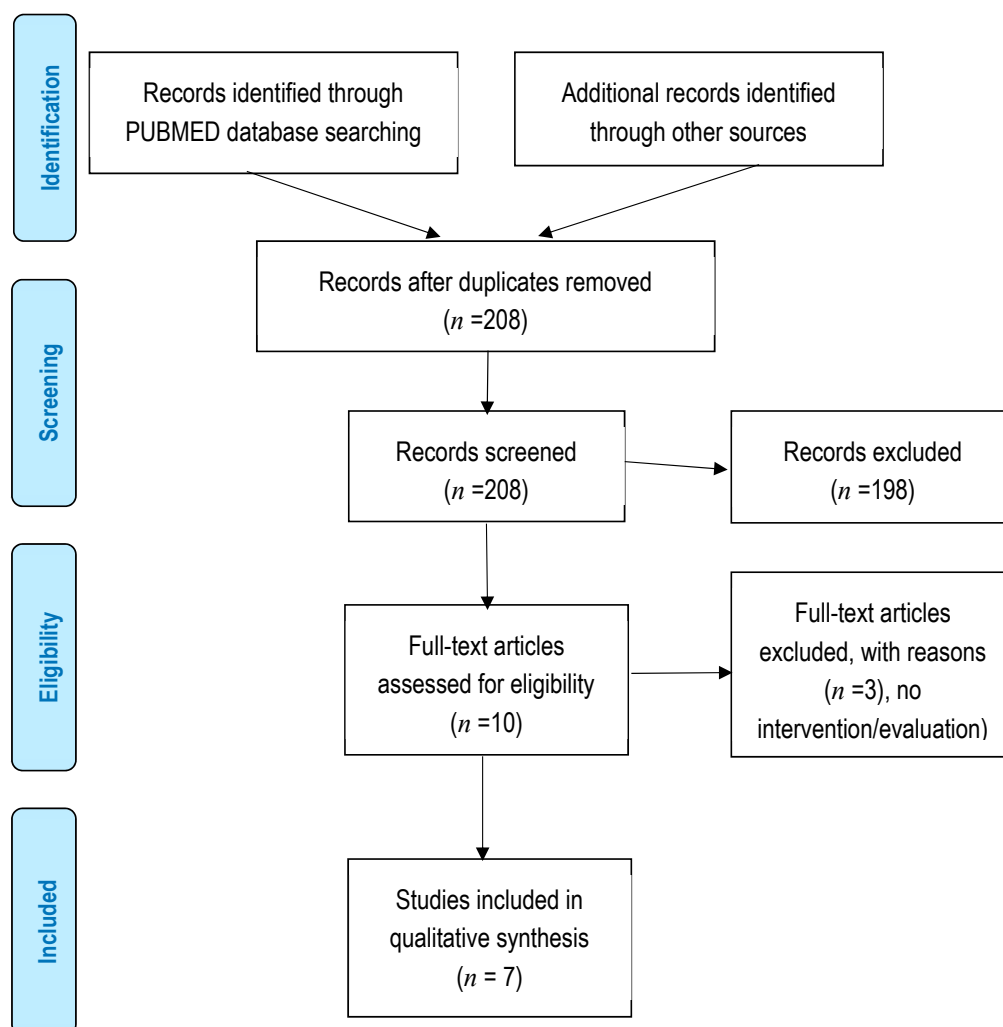 Identification
Records identified through
PUBMED database searching
Additional records identified
through other sources
Records after duplicates removed
(n =208)
Screening
Records screened
(n =208)
Records excluded
(n =198)
Eligibility
Full-text articles
assessed for eligibility
(n =10)
Full-text articles
excluded, with reasons
(n =3), no
intervention/evaluation)
Included
Studies included in
qualitative synthesis
(n = 7)